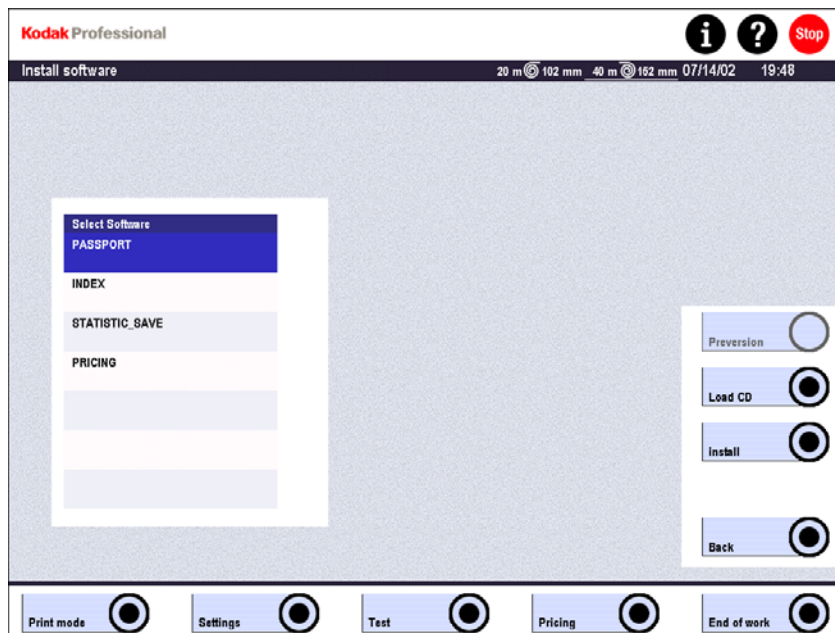 Kodak Professional
i ? Stop
Install software 20 m 102 mm 40 m 152 mm 07/14/02 19:48
Select Software
PASSPORT
INDEX
STATISTIC_SAVE
PRICING
Preversion
Load CD
install
Back
Print mode Settings Test Pricing End of work